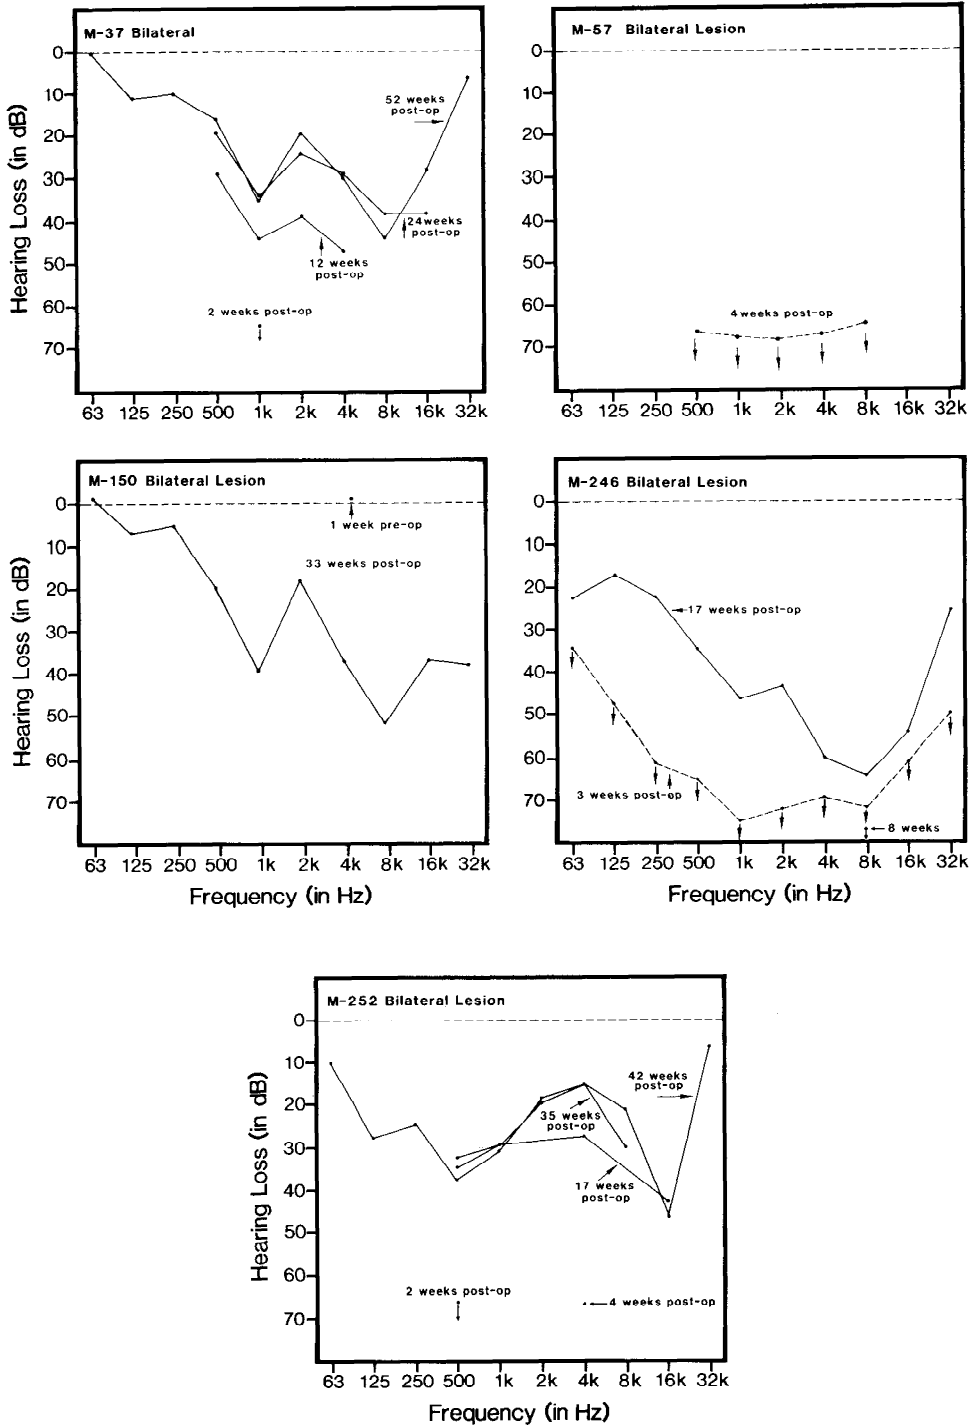 M-37 Bilateral
0
10
20
30
40
50
60
70
Hearing Loss (in dB)
52 weeks
post-op
24weeks
post-op
12 weeks
post-op
2 weeks post-op
63 125 250 500 1k 2k 4k 8k 16k 32k
M-57 Bilateral Lesion
0
10
20
30
40
50
60
70
4weeks post-op
63 125 250 500 1k 2k 4k 8k 16k 32k
M-150 Bilateral Lesion
0
10
20
30
40
50
60
70
Hearing Loss (in dB)
1 week pre-op
33 weeks post-op
63 125 250 500 1k 2k 4k 8k 16k 32k
Frequency (in Hz)
M-246 Bilateral Lesion
0
10
20
30
40
50
60
70
17 weeks post-op
3 weeks post-op
8 weeks
63 125 250 500 1k 2k 4k 8k 16k 32k
Frequency (in Hz)
M-252 Bilateral Lesion
0
10
20
30
40
50
60
70
Hearing Loss (in dB)
42 weeks
post-op
35 weeks
post-op
17 weeks
post-op
2 weeks post-op
4 weeks post-op
63 125 250 500 1k 2k 4k 8k 16k 32k
Frequency (in Hz)